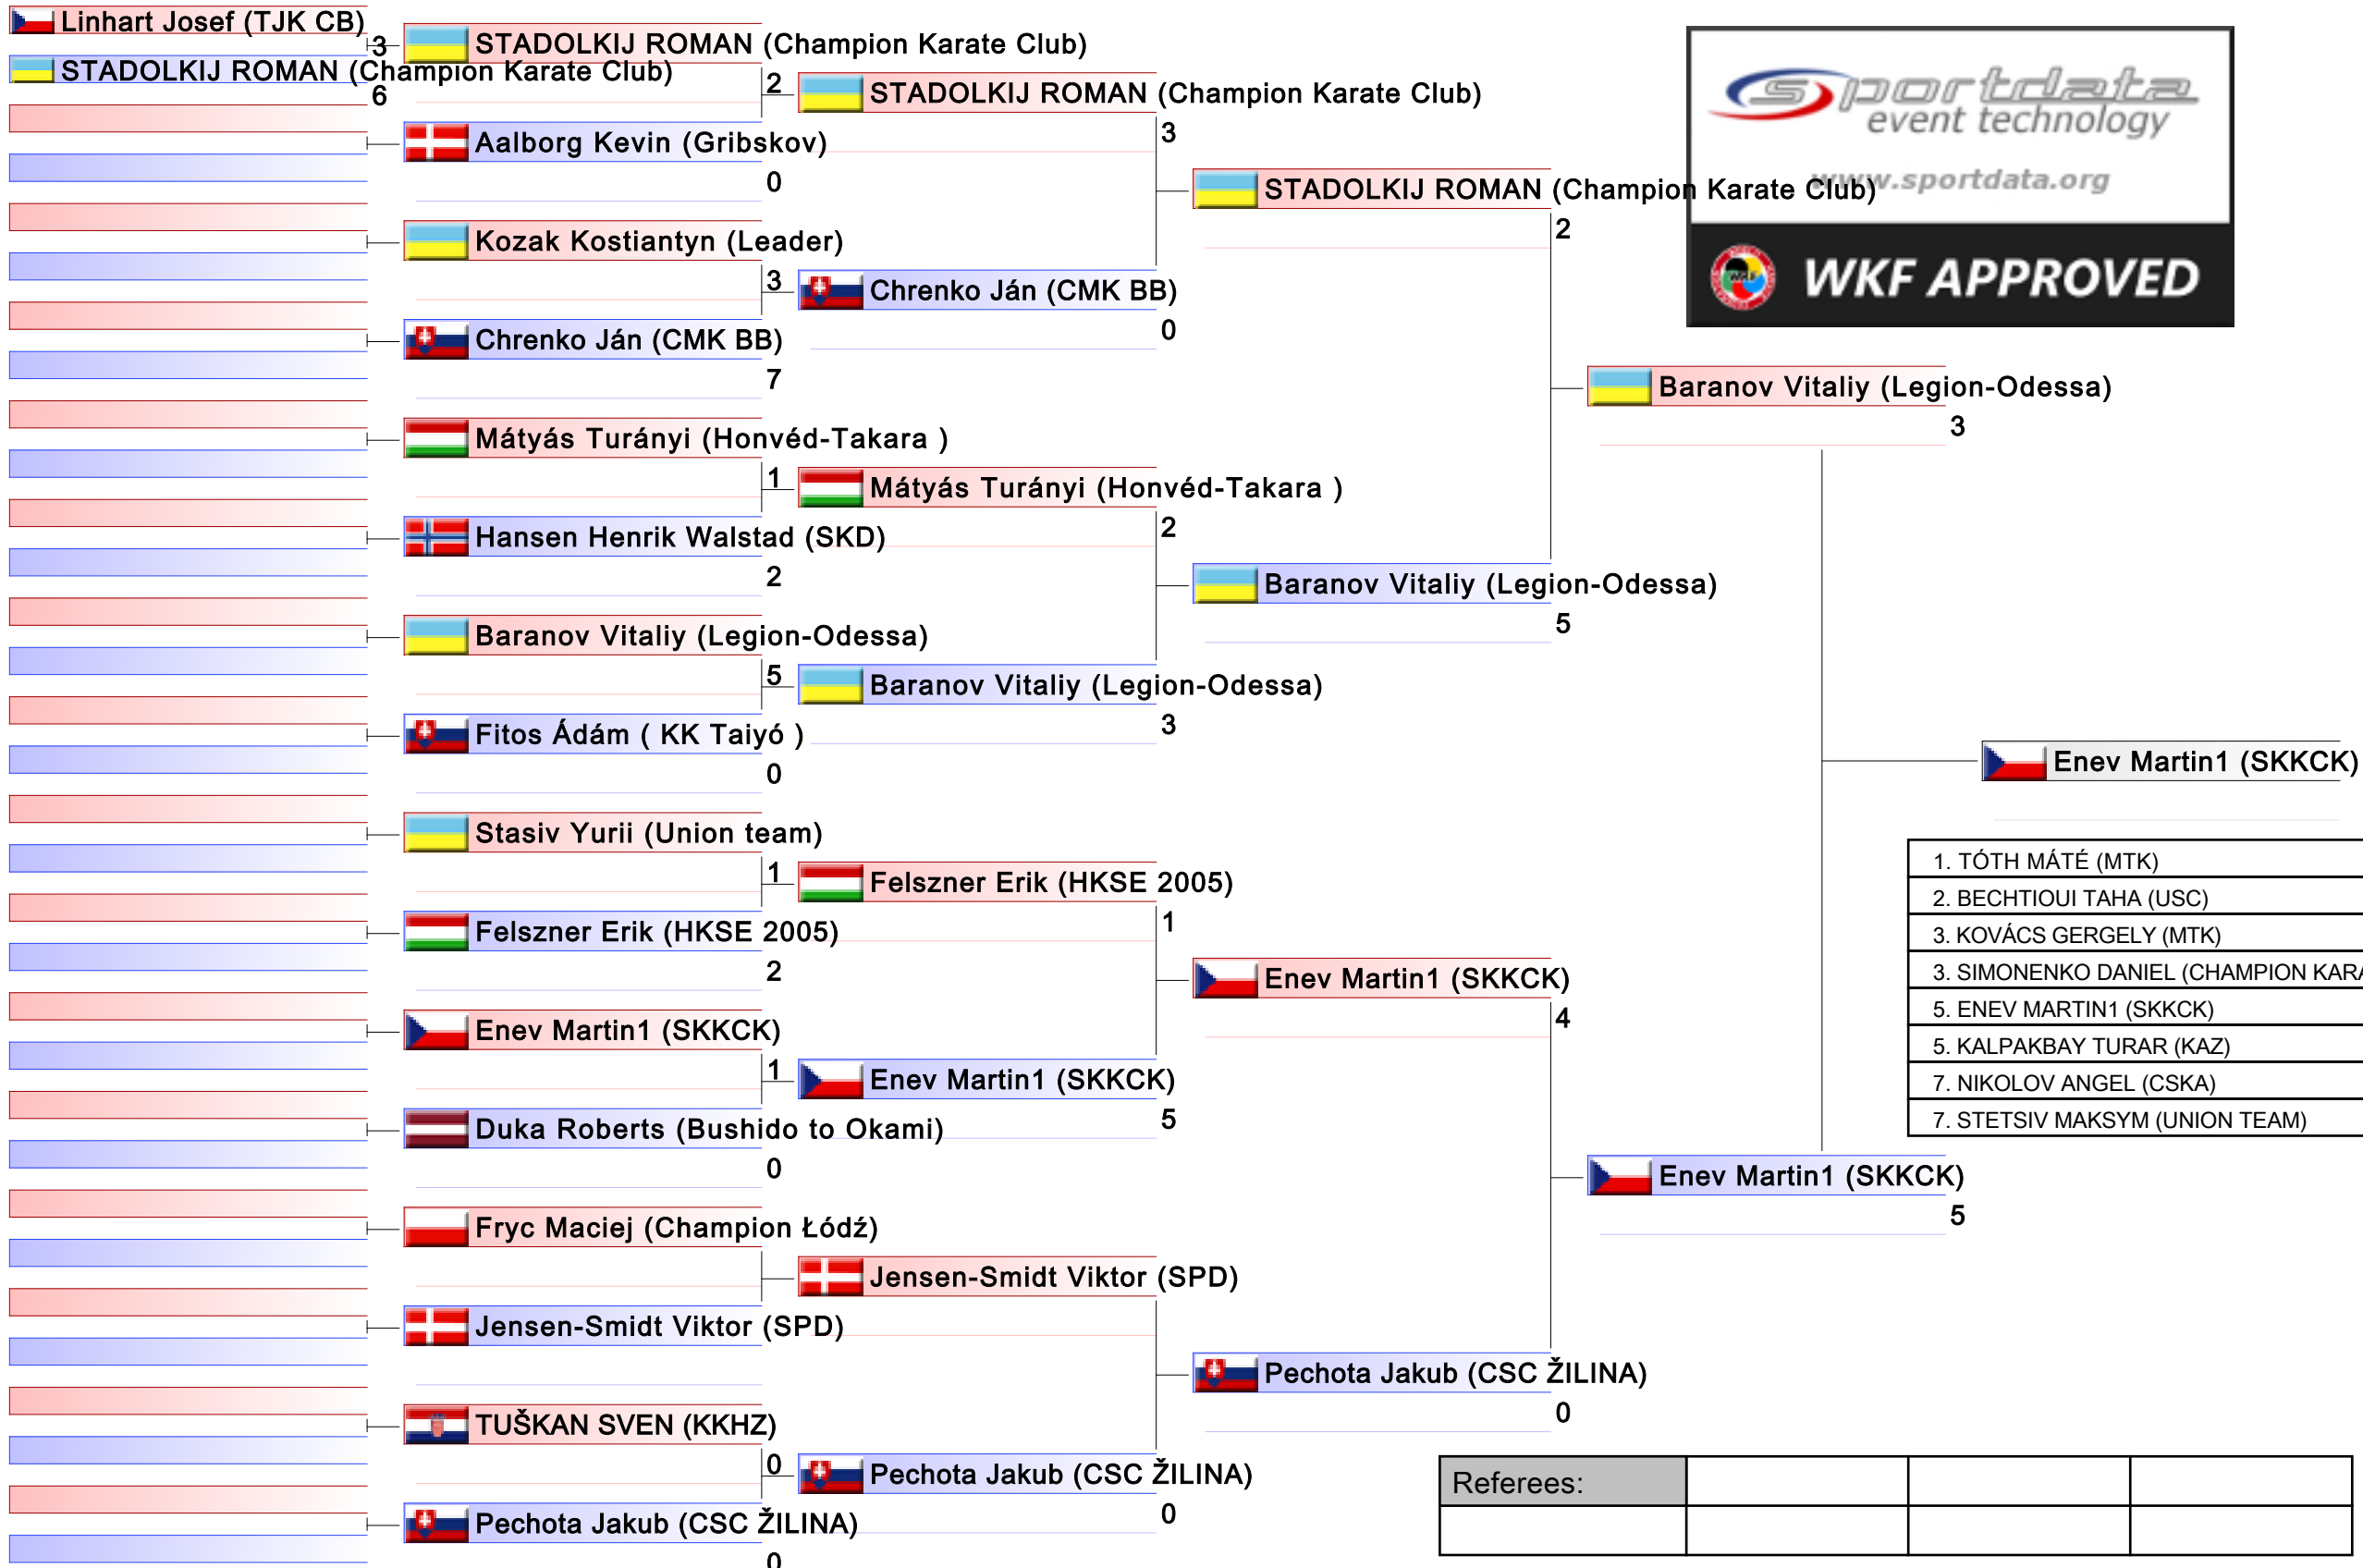 Linhart Josef (TJK CB)
3
STADOLKIJ ROMAN (Champion Karate Club)
6
STADOLKIJ ROMAN (Champion Karate Club)
2
Aalborg Kevin (Gribskov)
0
Kozak Kostiantyn (Leader)
3
Chrenko Ján (CMK BB)
7
Mátyás Turányi (Honvéd-Takara )
1
Hansen Henrik Walstad (SKD)
2
Baranov Vitaliy (Legion-Odessa)
5
Fitos Ádám ( KK Taiyó )
0
Stasiv Yurii (Union team)
1
Felszner Erik (HKSE 2005)
2
Enev Martin1 (SKKCK)
1
Duka Roberts (Bushido to Okami)
0
Fryc Maciej (Champion Łódź)
Jensen-Smidt Viktor (SPD)
TUŠKAN SVEN (KKHZ)
0
Pechota Jakub (CSC ŽILINA)
0
STADOLKIJ ROMAN (Champion Karate Club)
3
Chrenko Ján (CMK BB)
0
Mátyás Turányi (Honvéd-Takara )
2
Baranov Vitaliy (Legion-Odessa)
3
Felszner Erik (HKSE 2005)
1
Enev Martin1 (SKKCK)
5
Jensen-Smidt Viktor (SPD)
Pechota Jakub (CSC ŽILINA)
0
STADOLKIJ ROMAN (Champion Karate Club)
2
Baranov Vitaliy (Legion-Odessa)
5
Enev Martin1 (SKKCK)
4
Pechota Jakub (CSC ŽILINA)
0
Baranov Vitaliy (Legion-Odessa)
3
Enev Martin1 (SKKCK)
5
Enev Martin1 (SKKCK)
sportdata
event technology
www.sportdata.org
WKF
WKF APPROVED
1. TÓTH MÁTÉ (MTK)
2. BECHTIOUI TAHA (USC)
3. KOVÁCS GERGELY (MTK)
3. SIMONENKO DANIEL (CHAMPION KARA
5. ENEV MARTIN1 (SKKCK)
5. KALPAKBAY TURAR (KAZ)
7. NIKOLOV ANGEL (CSKA)
7. STETSIV MAKSYM (UNION TEAM)
Referees: